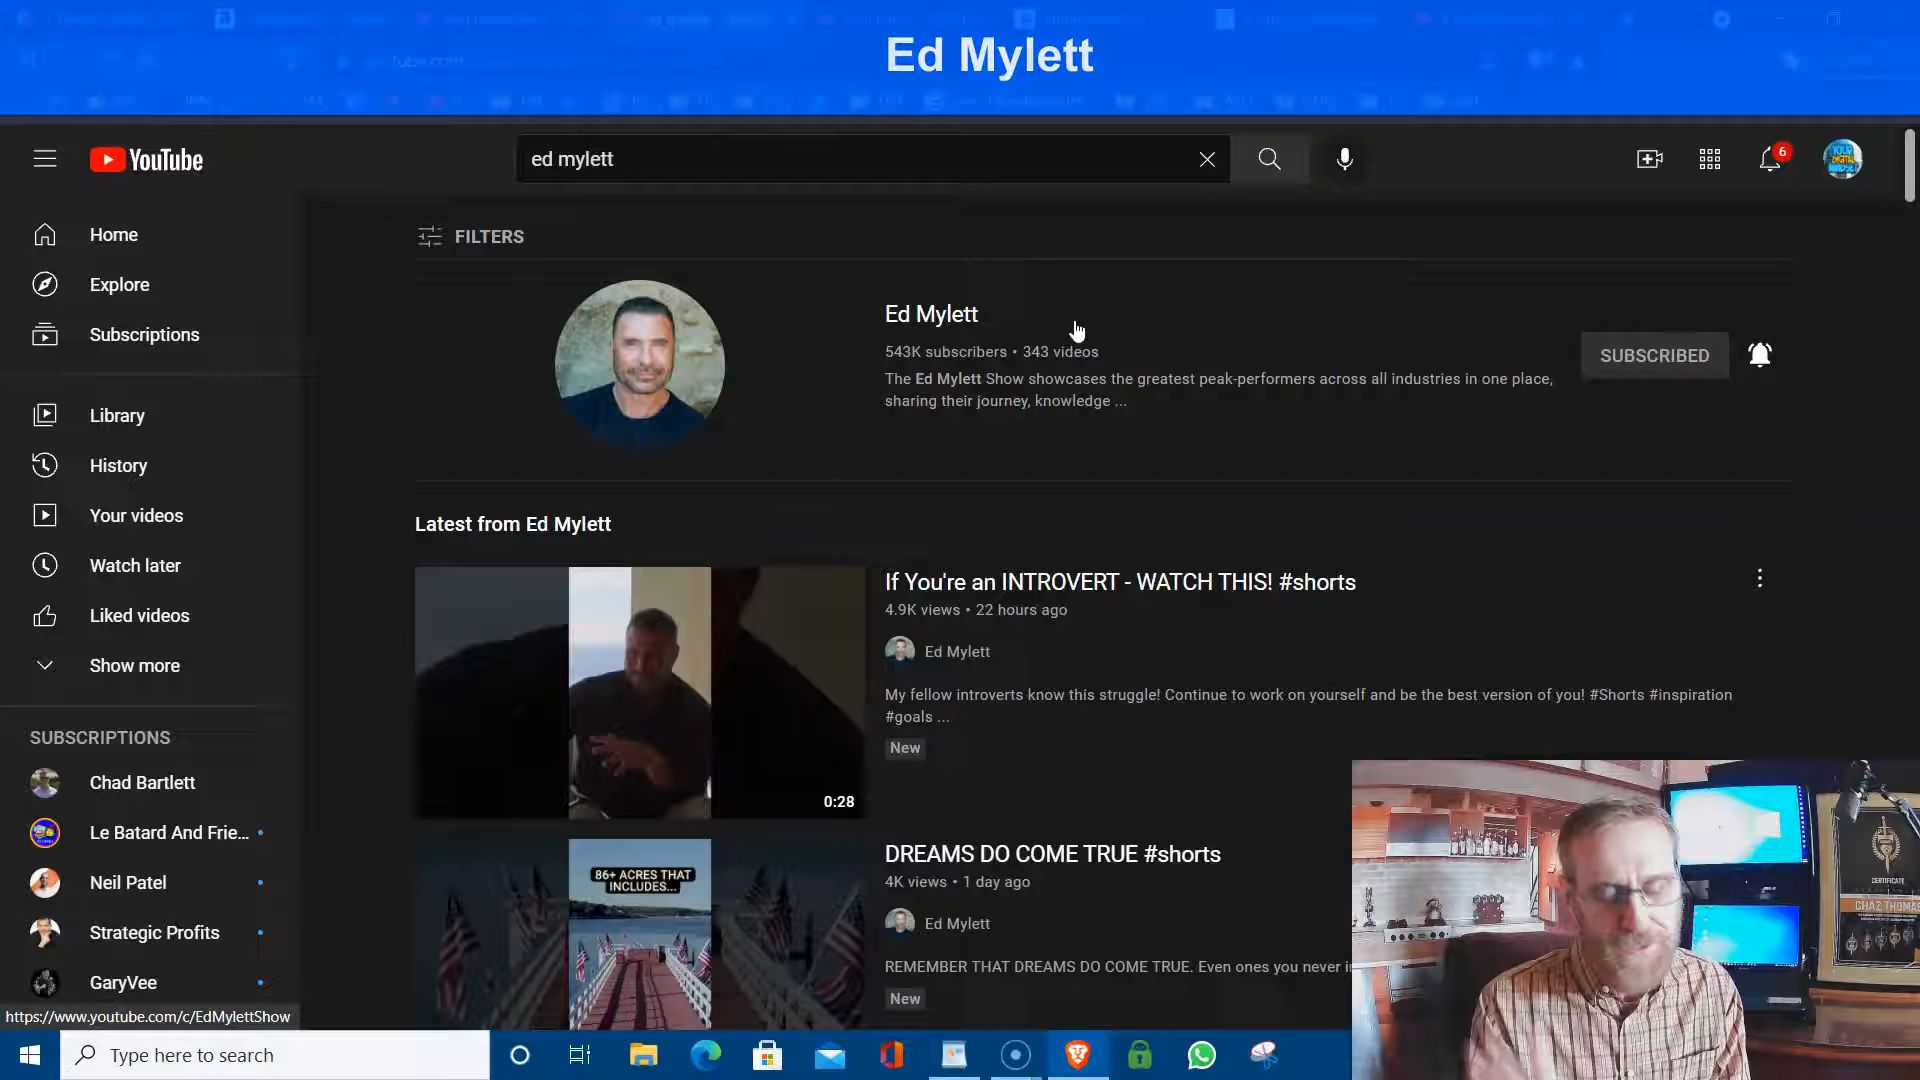 Ed Mylett
YouTube
ed mylett
6
Home
Explore
Subscriptions
Library
History
Your videos
Watch later
Liked videos
Show more
SUBSCRIPTIONS
Chad Bartlett
Le Batard And Frie...
Neil Patel
Strategic Profits
GaryVee
https://www.youtube.com/c/EdMylettShow
FILTERS
Ed Mylett
543K subscribers • 343 videos
The Ed Mylett Show showcases the greatest peak-performers across all industries in one place,
sharing their journey, knowledge ...
SUBSCRIBED
Latest from Ed Mylett
0:28
If You're an INTROVERT - WATCH THIS! #shorts
4.9K views • 22 hours ago
Ed Mylett
My fellow introverts know this struggle! Continue to work on yourself and be the best version of you! #Shorts #inspiration
#goals ...
New
86+ ACRES THAT
INCLUDES...
DREAMS DO COME TRUE #shorts
4K views • 1 day ago
Ed Mylett
REMEMBER THAT DREAMS DO COME TRUE. Even ones you never
New
CERTIFICATE
CHAZ THOMAS
Type here to search